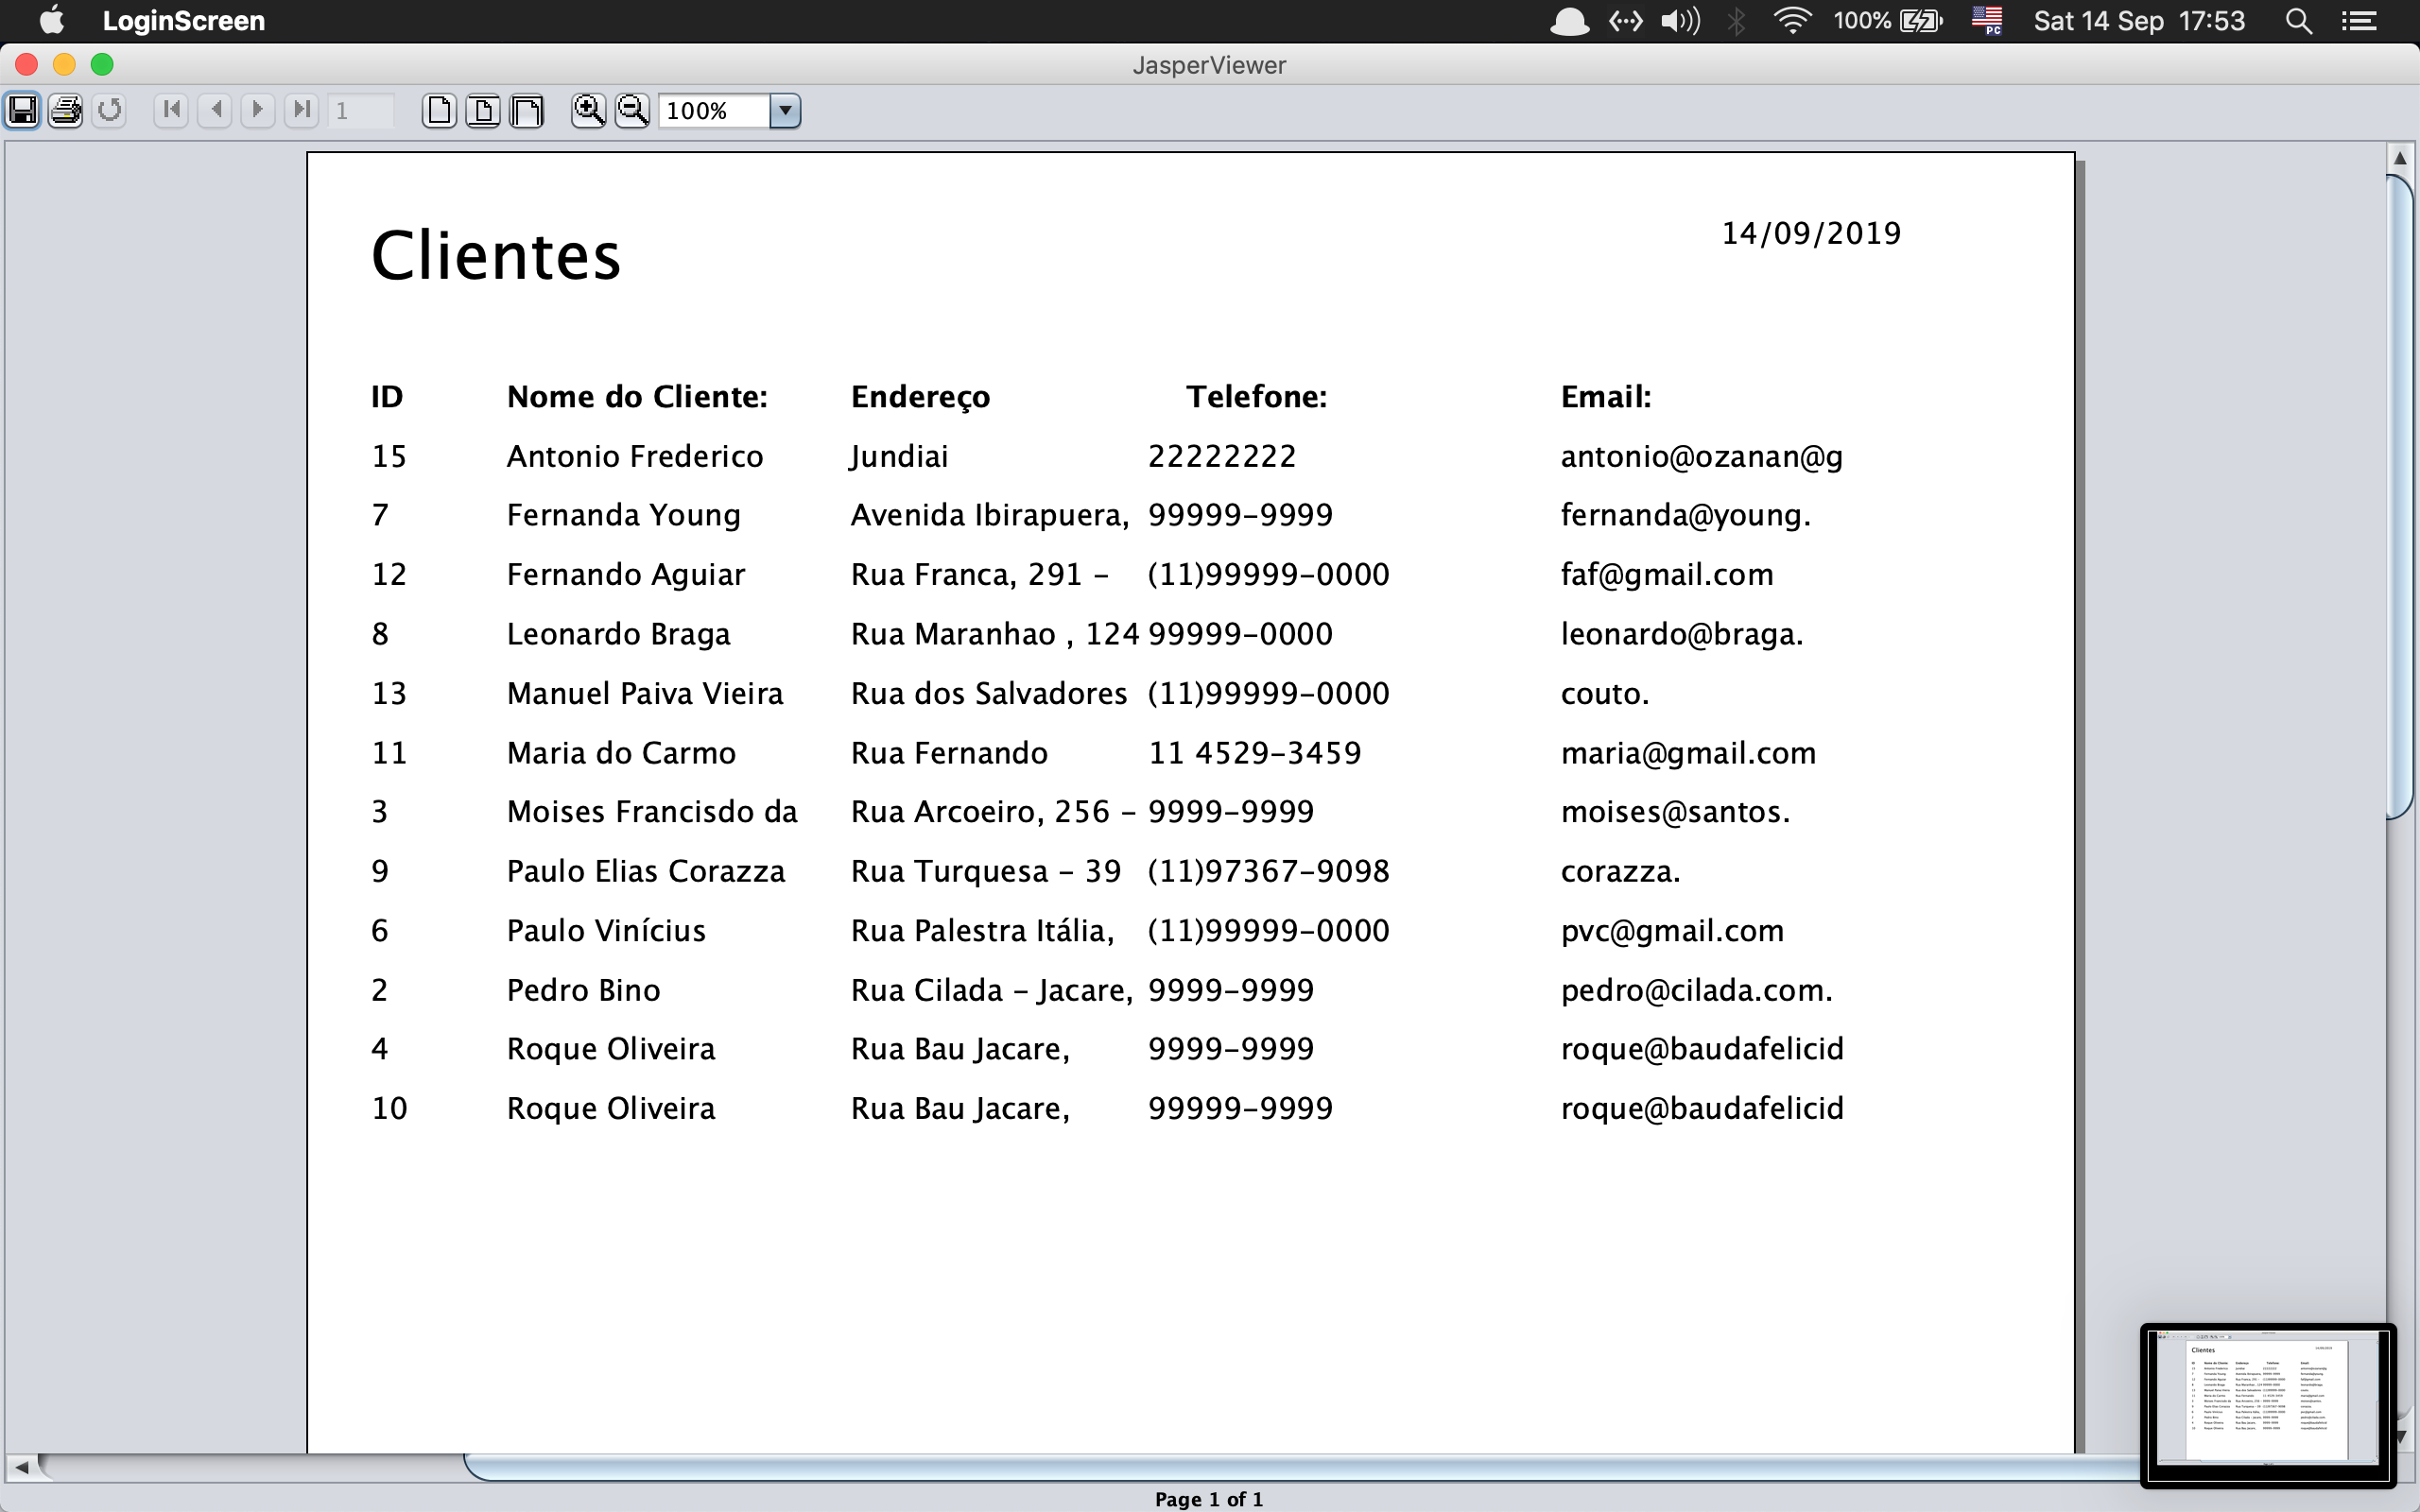 LoginScreen 100% PC Sat 14 Sep 17:53
JasperViewer
1 100%
Clientes 14/09/2019
ID Nome do Cliente: Endereço Telefone: Email:
15 Antonio Frederico Jundiai 22222222 antonio@ozanan@g
7 Fernanda Young Avenida Ibirapuera, 99999-9999 fernanda@young.
12 Fernando Aguiar Rua Franca, 291 - (11)99999-0000 faf@gmail.com
8 Leonardo Braga Rua Maranhao , 124 99999-0000 leonardo@braga.
13 Manuel Paiva Vieira Rua dos Salvadores (11)99999-0000 couto.
11 Maria do Carmo Rua Fernando 11 4529-3459 maria@gmail.com
3 Moises Francisdo da Rua Arcoeiro, 256 - 9999-9999 moises@santos.
9 Paulo Elias Corazza Rua Turquesa - 39 (11)97367-9098 corazza.
6 Paulo Vinícius Rua Palestra Itália, (11)99999-0000 pvc@gmail.com
2 Pedro Bino Rua Cilada - Jacare, 9999-9999 pedro@cilada.com.
4 Roque Oliveira Rua Bau Jacare, 9999-9999 roque@baudafelicid
10 Roque Oliveira Rua Bau Jacare, 99999-9999 roque@baudafelicid
Clientes
Page 1 of 1